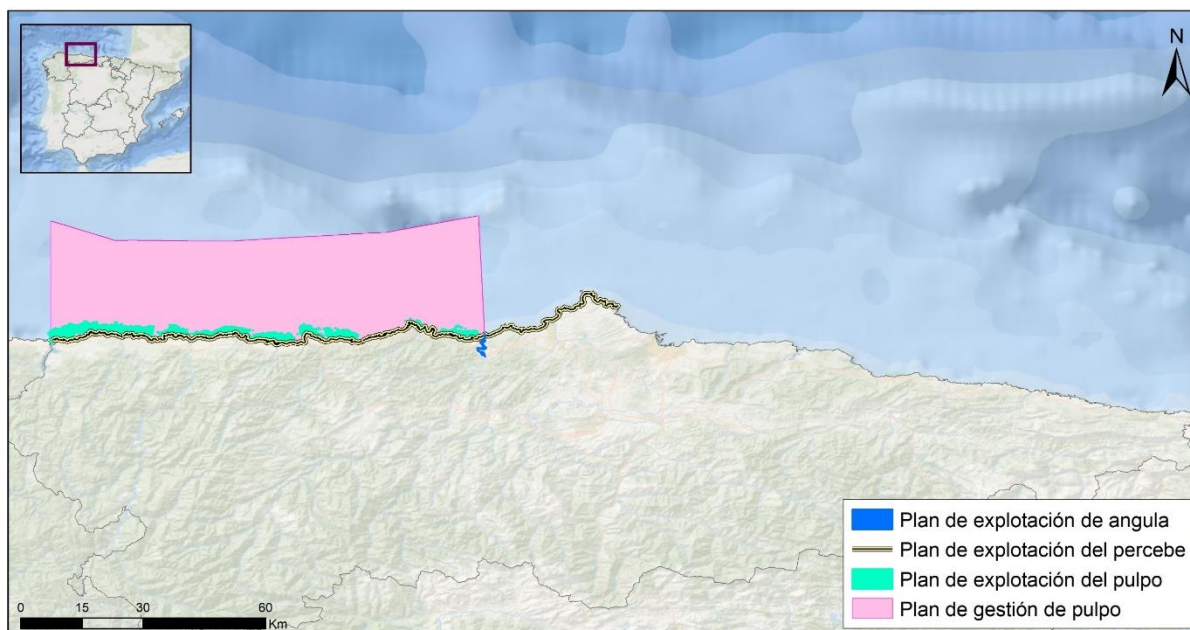 N
Plan de explotación de angula
Plan de explotación del percebe
Plan de explotación del pulpo
Plan de gestión de pulpo
0 15 30 60
Km